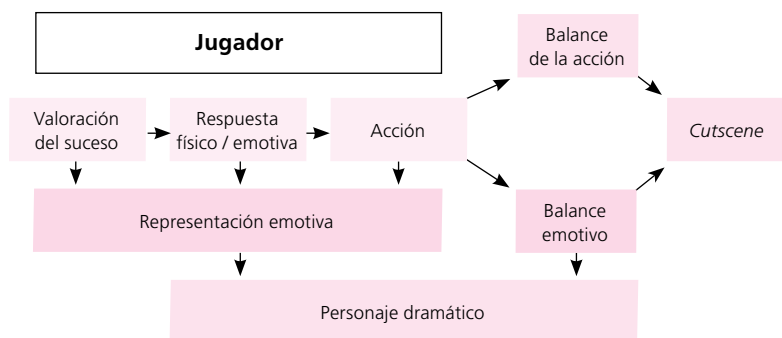 Jugador
Balance
de la acción
Valoración
del suceso
Respuesta
físico / emotiva
Acción
Cutscene
Representación emotiva
Balance
emotivo
Personaje dramático